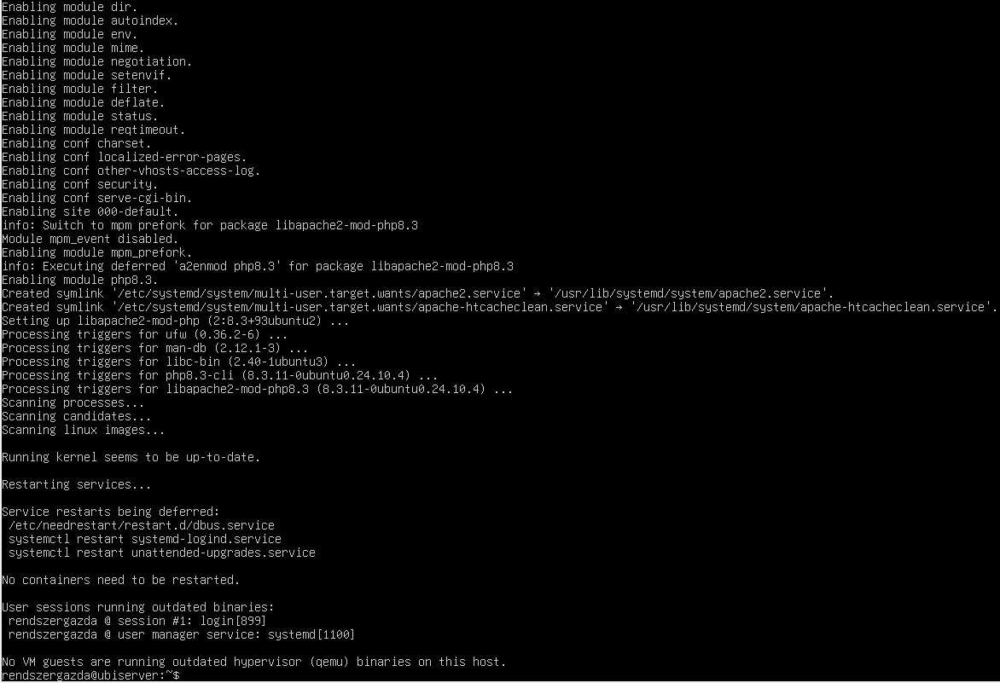 Enabling module dir.
Enabling module autoindex.
Enabling module env.
Enabling module mime.
Enabling module negotiation.
Enabling module setenvif.
Enabling module filter.
Enabling module deflate.
Enabling module status.
Enabling module reqtimeout.
Enabling conf charset.
Enabling conf localized-error-pages.
Enabling conf other-vhosts-access-log.
Enabling conf security.
Enabling conf serve-cgi-bin.
Enabling site 000-default.
info: Switch to mpm prefork for package libapache2-mod-php8.3
Module mpm_event disabled.
Enabling module mpm_prefork.
info: Executing deferred 'a2enmod php8.3' for package libapache2-mod-php8.3
Enabling module php8.3.
Created symlink '/etc/systemd/system/multi-user.target.wants/apache2.service' → '/usr/lib/systemd/system/apache2.service'.
Created symlink '/etc/systemd/system/multi-user.target.wants/apache-htcacheclean.service' → '/usr/lib/systemd/system/apache-htcacheclean.service'.
Setting up libapache2-mod-php (2:8.3+93ubuntu2) ...
Processing triggers for ufw (0.36.2-6) ...
Processing triggers for man-db (2.12.1-3) ...
Processing triggers for libc-bin (2.40-1ubuntu3) ...
Processing triggers for php8.3-cli (8.3.11-0ubuntu0.24.10.4) ...
Processing triggers for libapache2-mod-php8.3 (8.3.11-0ubuntu0.24.10.4) ...
Scanning processes...
Scanning candidates...
Scanning linux images...
Running kernel seems to be up-to-date.
Restarting services...
Service restarts being deferred:
/etc/needrestart/restart.d/dbus.service
systemctl restart systemd-logind.service
systemctl restart unattended-upgrades.service
No containers need to be restarted.
User sessions running outdated binaries:
rendszergazda @ session #1: login[899]
rendszergazda @ user manager service: systemd[1100]
No VM guests are running outdated hypervisor (qemu) binaries on this host.
rendszergazda@ubiserver:~$